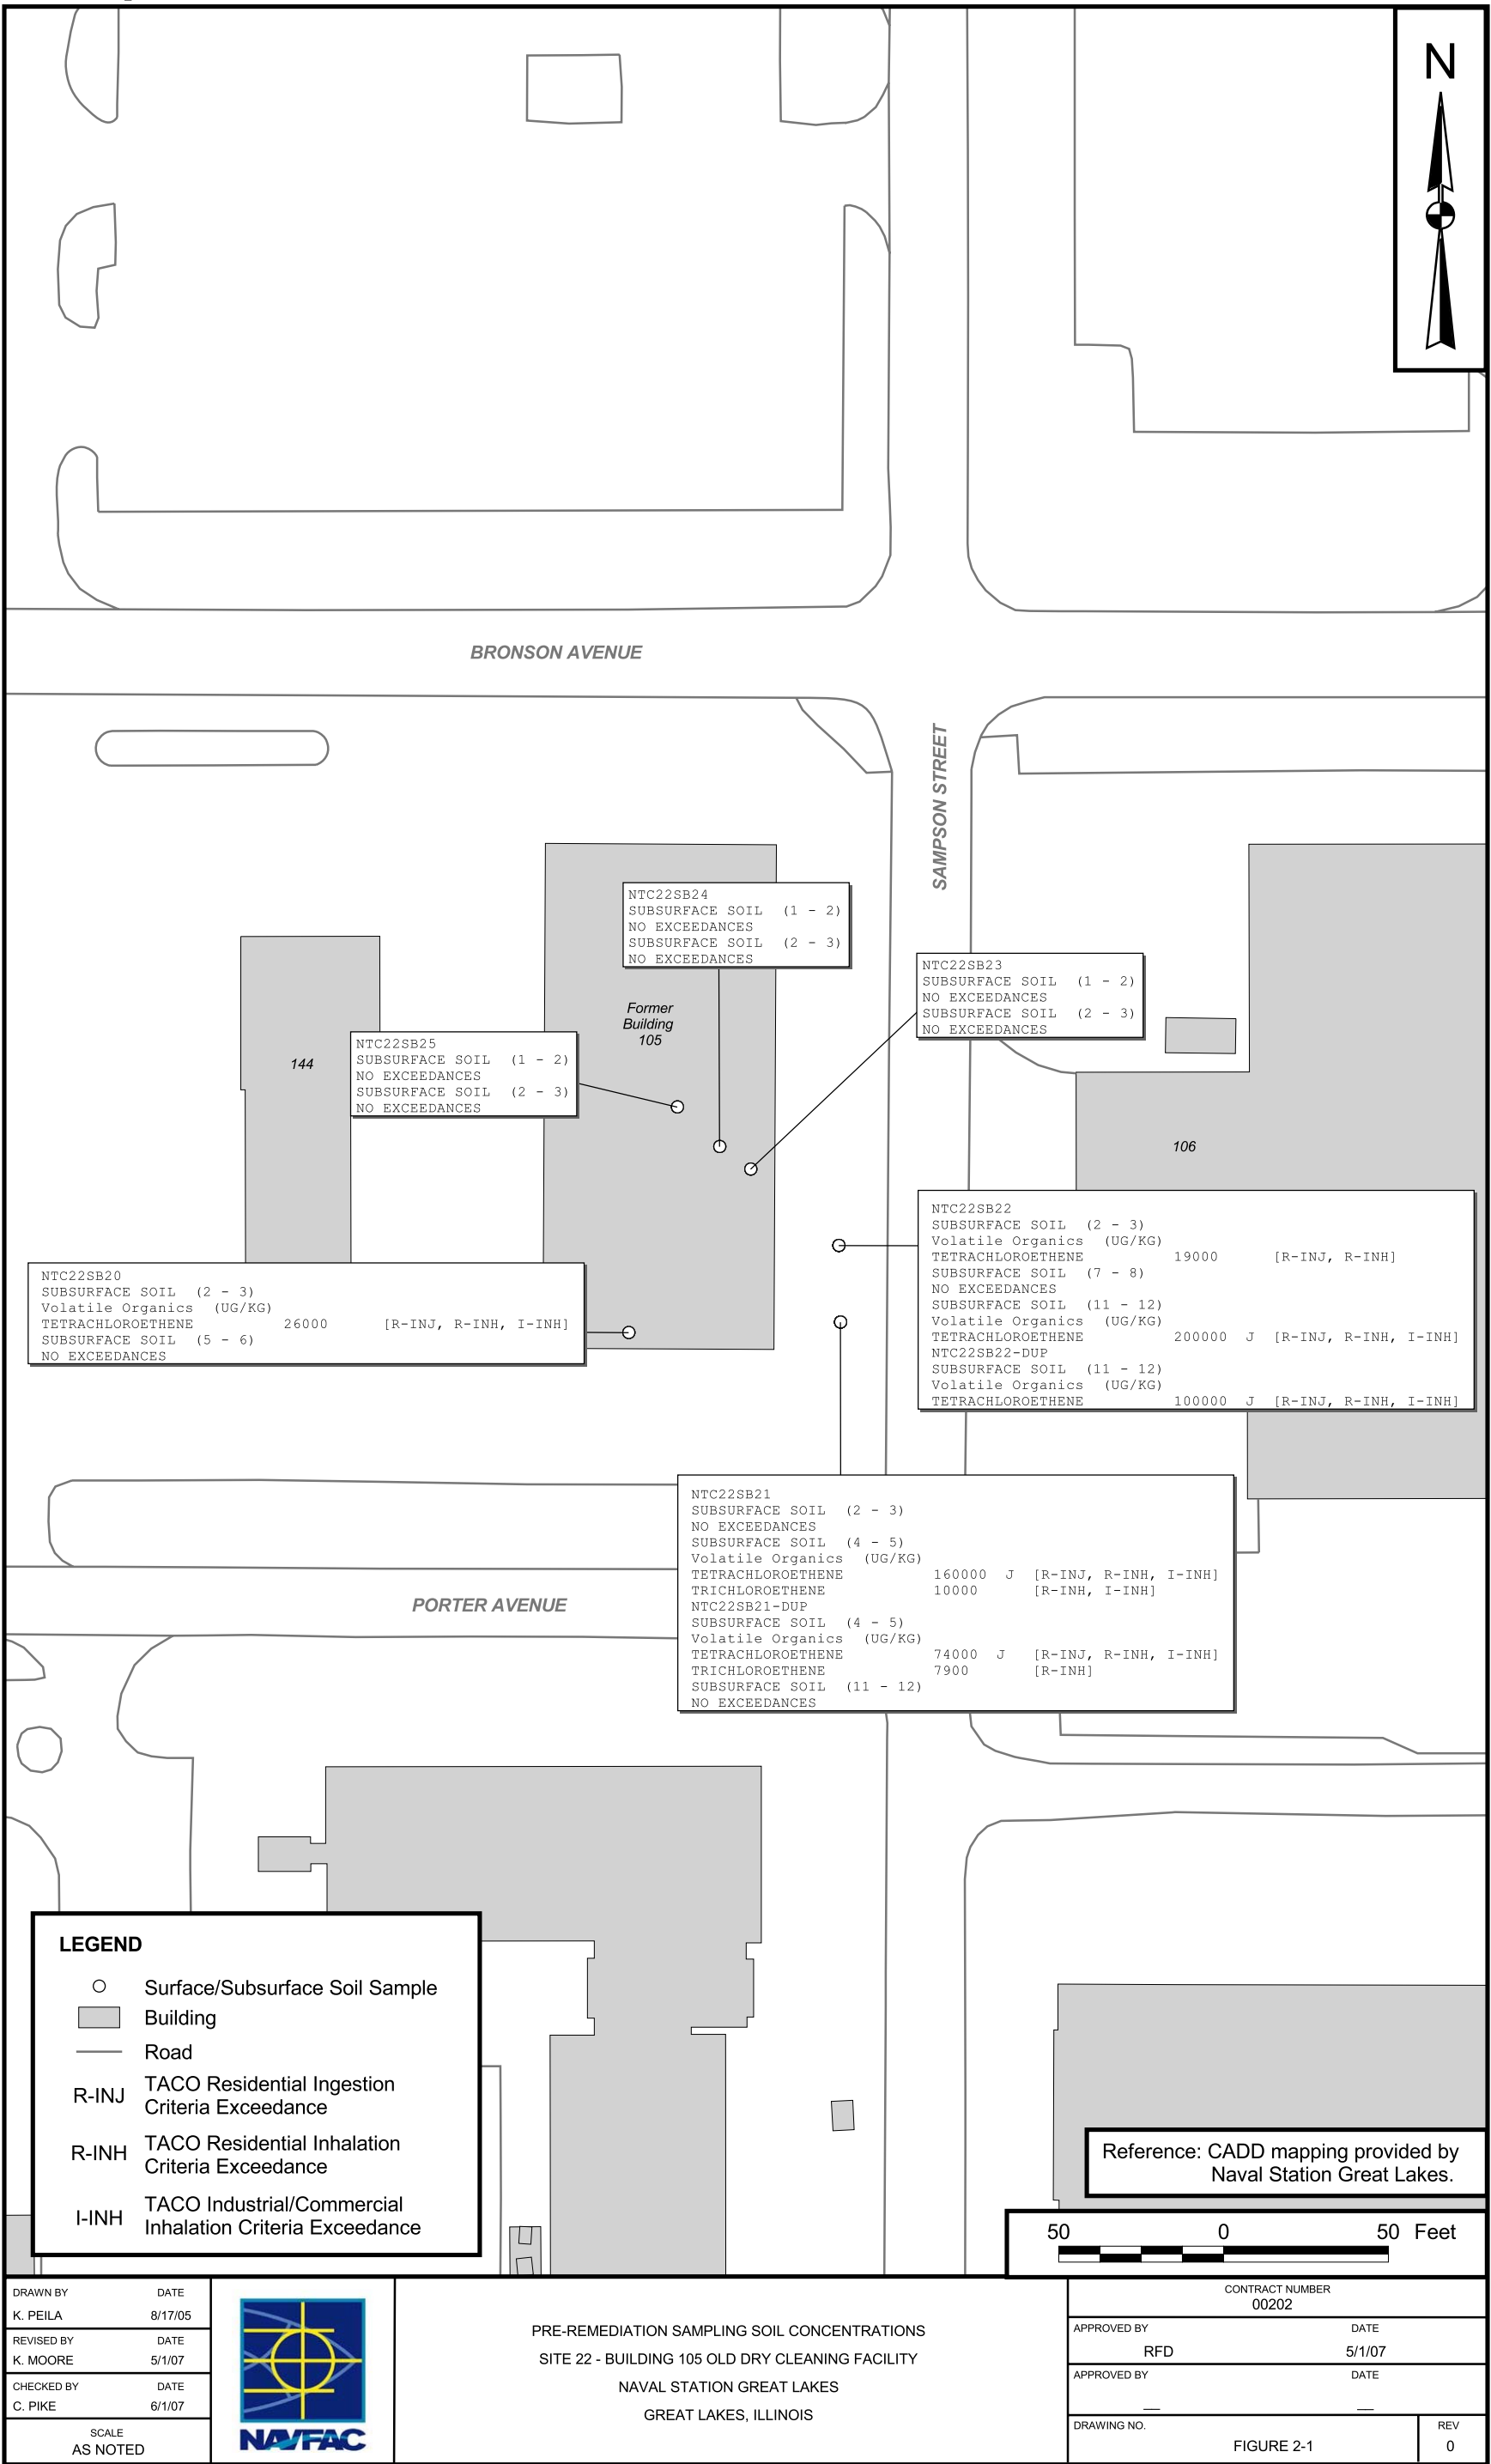 N
BRONSON AVENUE
SAMPSON STREET
NTC22SB24
SUBSURFACE SOIL (1 - 2)
NO EXCEEDANCES
SUBSURFACE SOIL (2 - 3)
NO EXCEEDANCES
NTC22SB23
SUBSURFACE SOIL (1 - 2)
NO EXCEEDANCES
SUBSURFACE SOIL (2 - 3)
NO EXCEEDANCES
Former
Building
105
144
NTC22SB25
SUBSURFACE SOIL (1 - 2)
NO EXCEEDANCES
SUBSURFACE SOIL (2 - 3)
NO EXCEEDANCES
106
NTC22SB22
SUBSURFACE SOIL (2 - 3)
Volatile Organics (UG/KG)
TETRACHLOROETHENE 19000 [R-INJ, R-INH]
SUBSURFACE SOIL (7 - 8)
NO EXCEEDANCES
SUBSURFACE SOIL (11 - 12)
Volatile Organics (UG/KG)
TETRACHLOROETHENE 200000 J [R-INJ, R-INH, I-INH]
NTC22SB22-DUP
SUBSURFACE SOIL (11 - 12)
Volatile Organics (UG/KG)
TETRACHLOROETHENE 100000 J [R-INJ, R-INH, I-INH]
NTC22SB20
SUBSURFACE SOIL (2 - 3)
Volatile Organics (UG/KG)
TETRACHLOROETHENE 26000 [R-INJ, R-INH, I-INH]
SUBSURFACE SOIL (5 - 6)
NO EXCEEDANCES
NTC22SB21
SUBSURFACE SOIL (2 - 3)
NO EXCEEDANCES
SUBSURFACE SOIL (4 - 5)
Volatile Organics (UG/KG)
TETRACHLOROETHENE 160000 J [R-INJ, R-INH, I-INH]
TRICHLOROETHENE 10000 [R-INH, I-INH]
NTC22SB21-DUP
SUBSURFACE SOIL (4 - 5)
Volatile Organics (UG/KG)
TETRACHLOROETHENE 74000 J [R-INJ, R-INH, I-INH]
TRICHLOROETHENE 7900 [R-INH]
SUBSURFACE SOIL (11 - 12)
NO EXCEEDANCES
PORTER AVENUE
LEGEND
Surface/Subsurface Soil Sample
Building
Road
R-INJ TACO Residential Ingestion
Criteria Exceedance
R-INH TACO Residential Inhalation
Criteria Exceedance
I-INH TACO Industrial/Commercial
Inhalation Criteria Exceedance
Reference: CADD mapping provided by
Naval Station Great Lakes.
50 0 50 Feet
DRAWN BY DATE
K. PEILA 8/17/05
REVISED BY DATE
K. MOORE 5/1/07
CHECKED BY DATE
C. PIKE 6/1/07
SCALE
AS NOTED
NAVFAC
PRE-REMEDIATION SAMPLING SOIL CONCENTRATIONS
SITE 22 - BUILDING 105 OLD DRY CLEANING FACILITY
NAVAL STATION GREAT LAKES
GREAT LAKES, ILLINOIS
CONTRACT NUMBER
00202
APPROVED BY DATE
RFD 5/1/07
APPROVED BY DATE
— —
DRAWING NO. REV
FIGURE 2-1 0